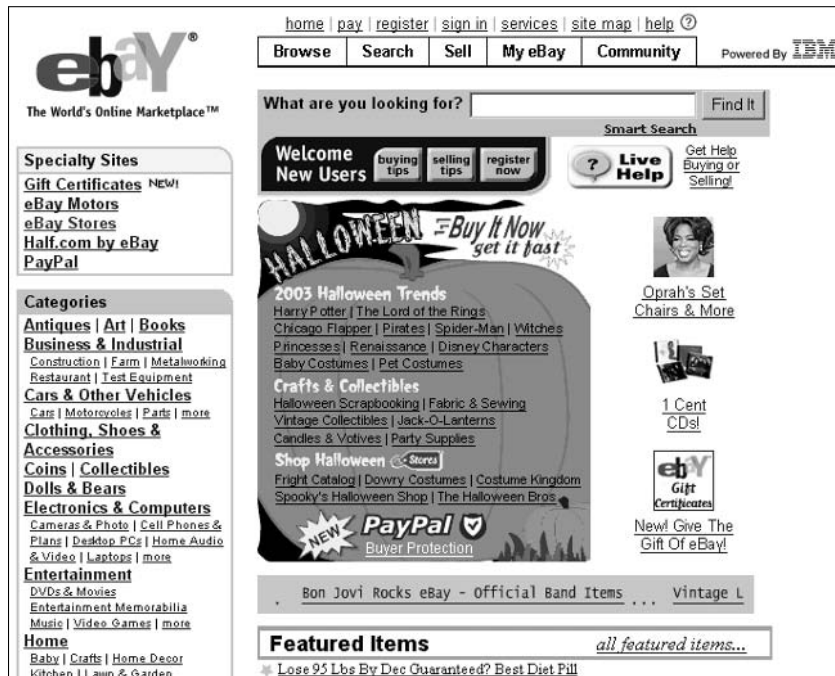 home | pay | register | sign in | services | site map | help ?
Browse Search Sell My eBay Community
Powered By IBM
ebaY®
The World's Online Marketplace™
What are you looking for? Find It
Smart Search
Welcome
New Users
buying
tips
selling
tips
register
now
? Live
Help
Get Help
Buying or
Selling!
Specialty Sites
Gift Certificates NEW!
eBay Motors
eBay Stores
Half.com by eBay
PayPal
Categories
Antiques | Art | Books
Business & Industrial
Construction | Farm | Metalworking
Restaurant | Test Equipment
Cars & Other Vehicles
Cars | Motorcycles | Parts | more
Clothing, Shoes &
Accessories
Coins | Collectibles
Dolls & Bears
Electronics & Computers
Cameras & Photo | Cell Phones &
Plans | Desktop PCs | Home Audio
& Video | Laptops | more
Entertainment
DVDs & Movies
Entertainment Memorabilia
Music | Video Games | more
Home
Baby | Crafts | Home Decor
Kitchen | Lawn & Garden
HALLOWEEN
Buy It Now
get it fast
2003 Halloween Trends
Harry Potter | The Lord of the Rings
Chicago Flapper | Pirates | Spider-Man | Witches
Princesses | Renaissance | Disney Characters
Baby Costumes | Pet Costumes
Crafts & Collectibles
Halloween Scrapbooking | Fabric & Sewing
Vintage Collectibles | Jack-O-Lanterns
Candles & Votives | Party Supplies
Shop Halloween Stores
Fright Catalog | Dowry Costumes | Costume Kingdom
Spooky's Halloween Shop | The Halloween Bros.
NEW PayPal
Buyer Protection
Oprah's Set
Chairs & More
1 Cent
CDs!
ebaY
Gift
Certificates
New! Give The
Gift Of eBay!
. Bon Jovi Rocks eBay - Official Band Items ... Vintage L
Featured Items all featured items...
Lose 95 Lbs By Dec Guaranteed? Best Diet Pill